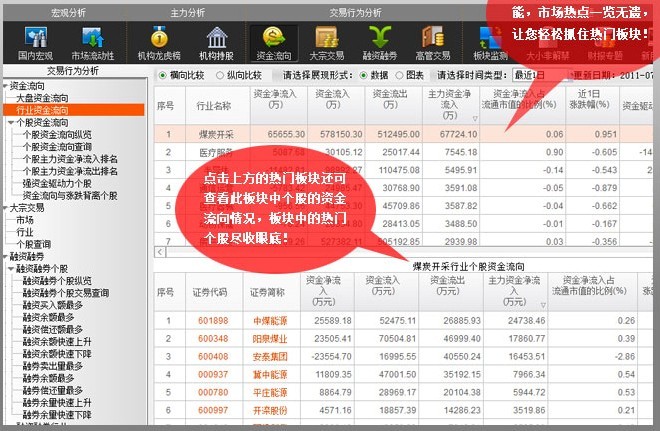 宏观分析 主力分析 交易行为分析
能，市场热点一览无遗，
让您轻松抓住热门板块！
国内宏观 市场流动性 机构龙虎榜 机构持股 资金流向 大宗交易 融资融券 高管交易 板块监测 大小非解禁 财报专题
交易行为分析
横向比较 纵向比较 请选择展现形式： 数据 图表 请选择时间类型： 最近1日 更新日期：2011-07
资金流向
大盘资金流向
行业资金流向
个股资金流向
个股资金流向纵览
个股资金流向查询
个股主力资金净流入排名
个股主力资金净流出排名
强资金驱动力个股
资金流向与涨跌背离个股
大宗交易
市场
行业
个股查询
融资融券
融资融券个股
融资融券个股纵览
融资融券个股交易查询
融资买入额最多
融资余额最多
融资偿还额最多
融资余额快速上升
融资余额快速下降
融券卖出量最多
融券余额最多
融券偿还量最多
融券余量快速上升
融券余量快速下降
序号 行业名称 资金净流入(万) 资金流入(万) 资金流出(万) 主力资金净流入(万) 资金净流入占流通市值的比例(%) 近1日涨跌幅(%) 资金驱动
1 煤炭开采 65655.30 578150.30 512495.00 67724.10 0.06 0.951
2 医疗服务 5087.68 30105.12 25017.44 7545.18 0.90 -0.605 -14
3 110475.08 5495.91 -0.14 -0.543
4 30768.90 3591.08 -0.05 -0.879
5 45709.86 3587.82 -0.02 -0.662
6 28413.05 3488.50 -0.01 -0.167
7 527382.11 505192.85 2939.98 0.03 -0.356
点击上方的热门板块还可
查看此板块中个股的资金
流向情况，板块中的热门
个股尽收眼底！
煤炭开采行业个股资金流向
序号 证券代码 证券简称 资金净流入(万元) 资金流入(万元) 资金流出(万元) 主力资金净流入(万元) 资金净流入占流通市值的比例(%)
1 601898 中煤能源 25589.18 52475.11 26885.93 24738.46 0.26
2 600348 阳泉煤业 23505.41 70504.81 46999.40 17860.77 0.39
3 600408 安泰集团 -23554.70 16995.55 40550.24 16453.51 -2.86
4 000937 冀中能源 11809.35 47001.50 35192.15 7966.34 0.54
5 000780 平庄能源 8864.79 28969.17 20104.38 5944.72 0.53
6 600997 开滦股份 4571.16 18857.39 14286.23 3519.86 0.21